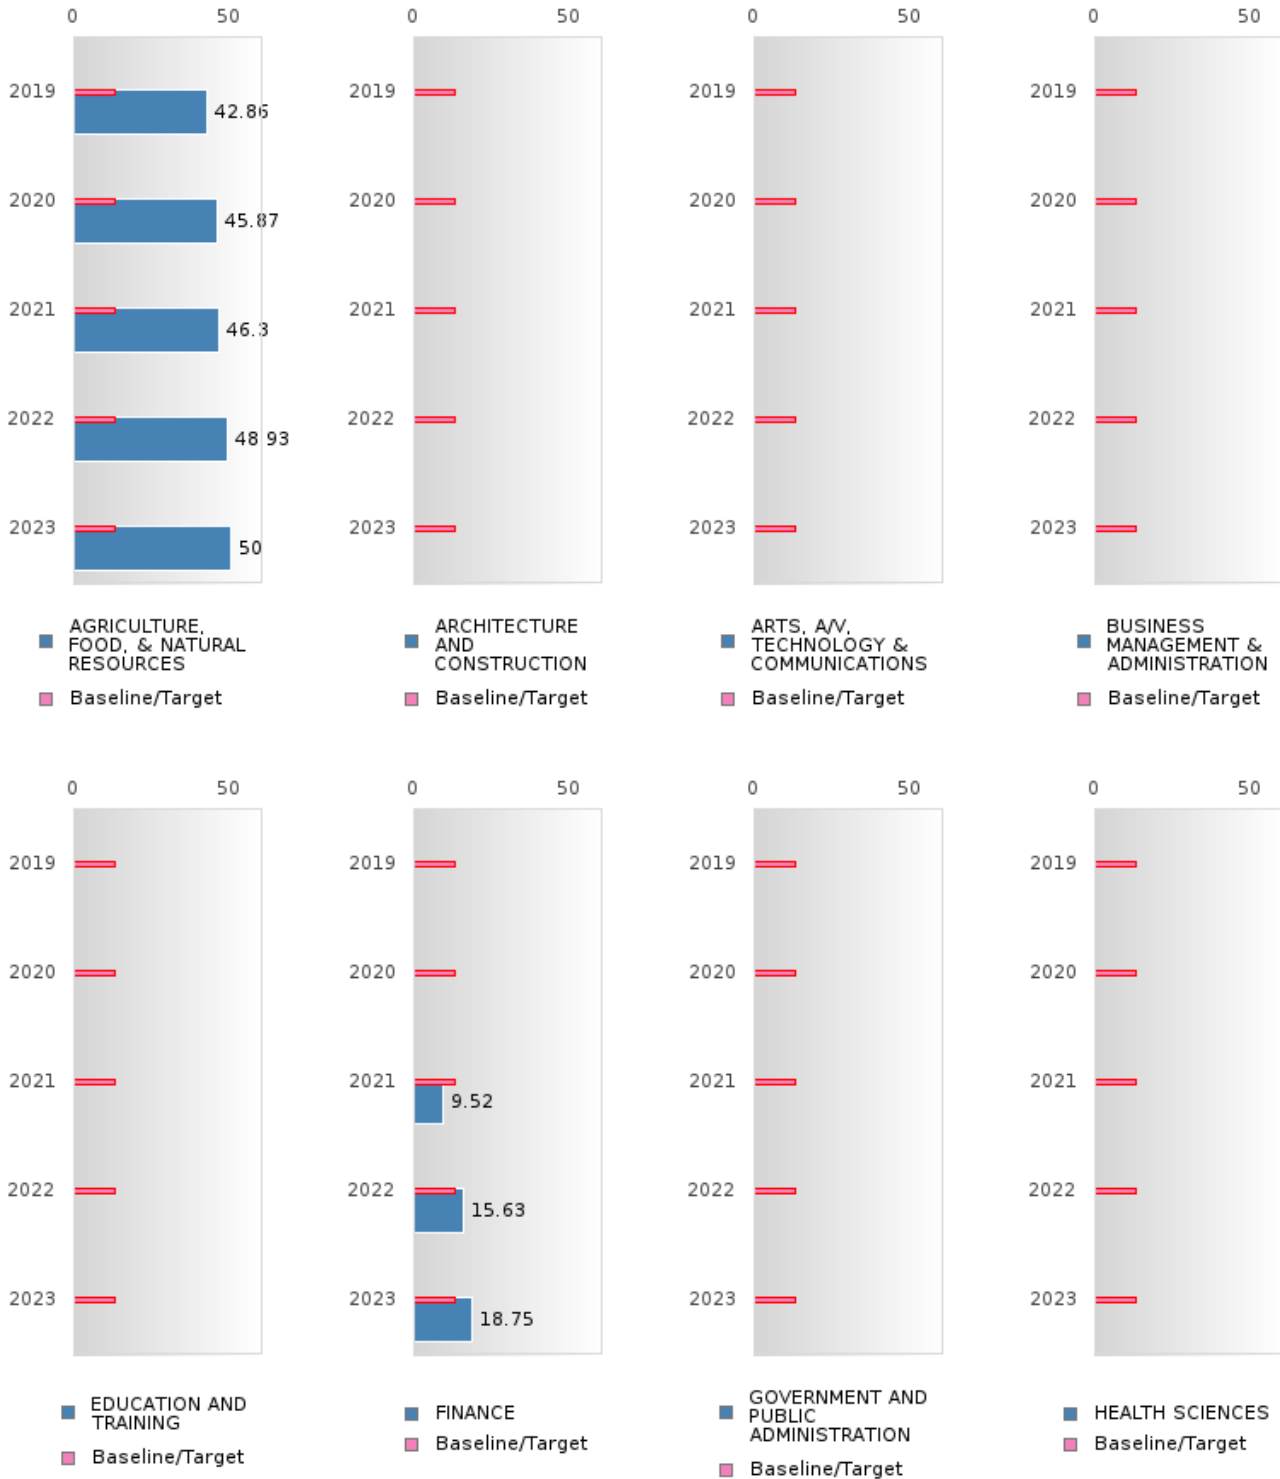 0 50
2019 42.86
2020 45.87
2021 46.3
2022 48.93
2023 50
AGRICULTURE,
FOOD, & NATURAL
RESOURCES
Baseline/Target
0 50
2019
2020
2021
2022
2023
ARCHITECTURE
AND
CONSTRUCTION
Baseline/Target
0 50
2019
2020
2021
2022
2023
ARTS, A/V,
TECHNOLOGY &
COMMUNICATIONS
Baseline/Target
0 50
2019
2020
2021
2022
2023
BUSINESS
MANAGEMENT &
ADMINISTRATION
Baseline/Target
0 50
2019
2020
2021
2022
2023
EDUCATION AND
TRAINING
Baseline/Target
0 50
2019
2020
2021 9.52
2022 15.63
2023 18.75
FINANCE
Baseline/Target
0 50
2019
2020
2021
2022
2023
GOVERNMENT AND
PUBLIC
ADMINISTRATION
Baseline/Target
0 50
2019
2020
2021
2022
2023
HEALTH SCIENCES
Baseline/Target